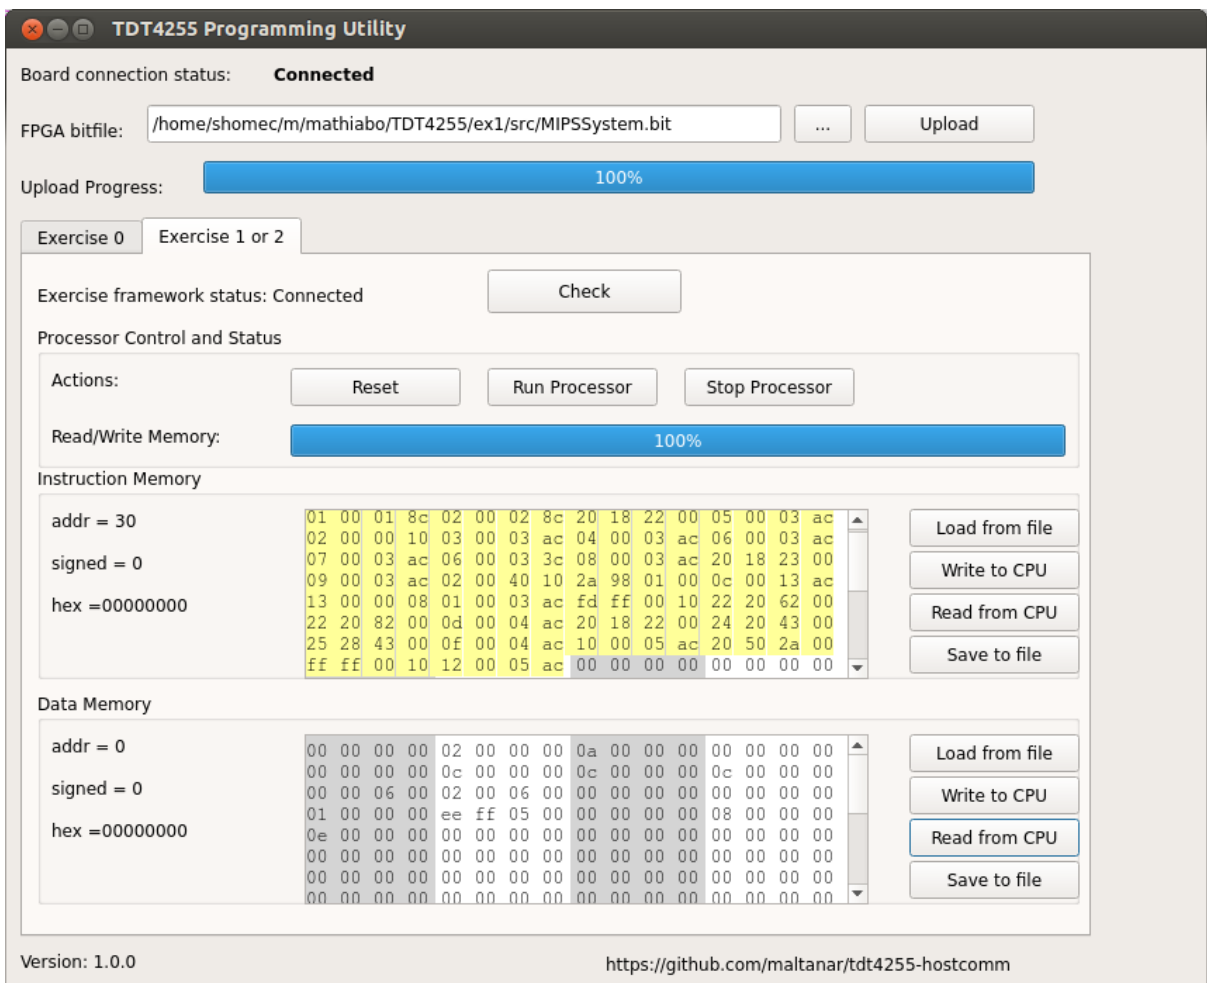 TDT4255 Programming Utility
Board connection status: Connected
FPGA bitfile: /home/shomec/m/mathiabo/TDT4255/ex1/src/MIPSSystem.bit ... Upload
Upload Progress: 100%
Exercise 0 Exercise 1 or 2
Exercise framework status: Connected Check
Processor Control and Status
Actions: Reset Run Processor Stop Processor
Read/Write Memory: 100%
Instruction Memory
addr = 30
signed = 0
hex =00000000
01 00 01 8c 02 00 02 8c 20 18 22 00 05 00 03 ac
02 00 00 10 03 00 03 ac 04 00 03 ac 06 00 03 ac
07 00 03 ac 06 00 03 3c 08 00 03 ac 20 18 23 00
09 00 03 ac 02 00 40 10 2a 98 01 00 0c 00 13 ac
13 00 00 08 01 00 03 ac fd ff 00 10 22 20 62 00
22 20 82 00 0d 00 04 ac 20 18 22 00 24 20 43 00
25 28 43 00 0f 00 04 ac 10 00 05 ac 20 50 2a 00
ff ff 00 10 12 00 05 ac 00 00 00 00 00 00 00 00
Load from file
Write to CPU
Read from CPU
Save to file
Data Memory
addr = 0
signed = 0
hex =00000000
00 00 00 00 02 00 00 00 0a 00 00 00 00 00 00 00
00 00 00 00 0c 00 00 00 0c 00 00 00 0c 00 00 00
00 00 06 00 02 00 06 00 00 00 00 00 00 00 00 00
01 00 00 00 ee ff 05 00 00 00 00 00 08 00 00 00
0e 00 00 00 00 00 00 00 00 00 00 00 00 00 00 00
00 00 00 00 00 00 00 00 00 00 00 00 00 00 00 00
00 00 00 00 00 00 00 00 00 00 00 00 00 00 00 00
00 00 00 00 00 00 00 00 00 00 00 00 00 00 00 00
Load from file
Write to CPU
Read from CPU
Save to file
Version: 1.0.0 https://github.com/maltanar/tdt4255-hostcomm